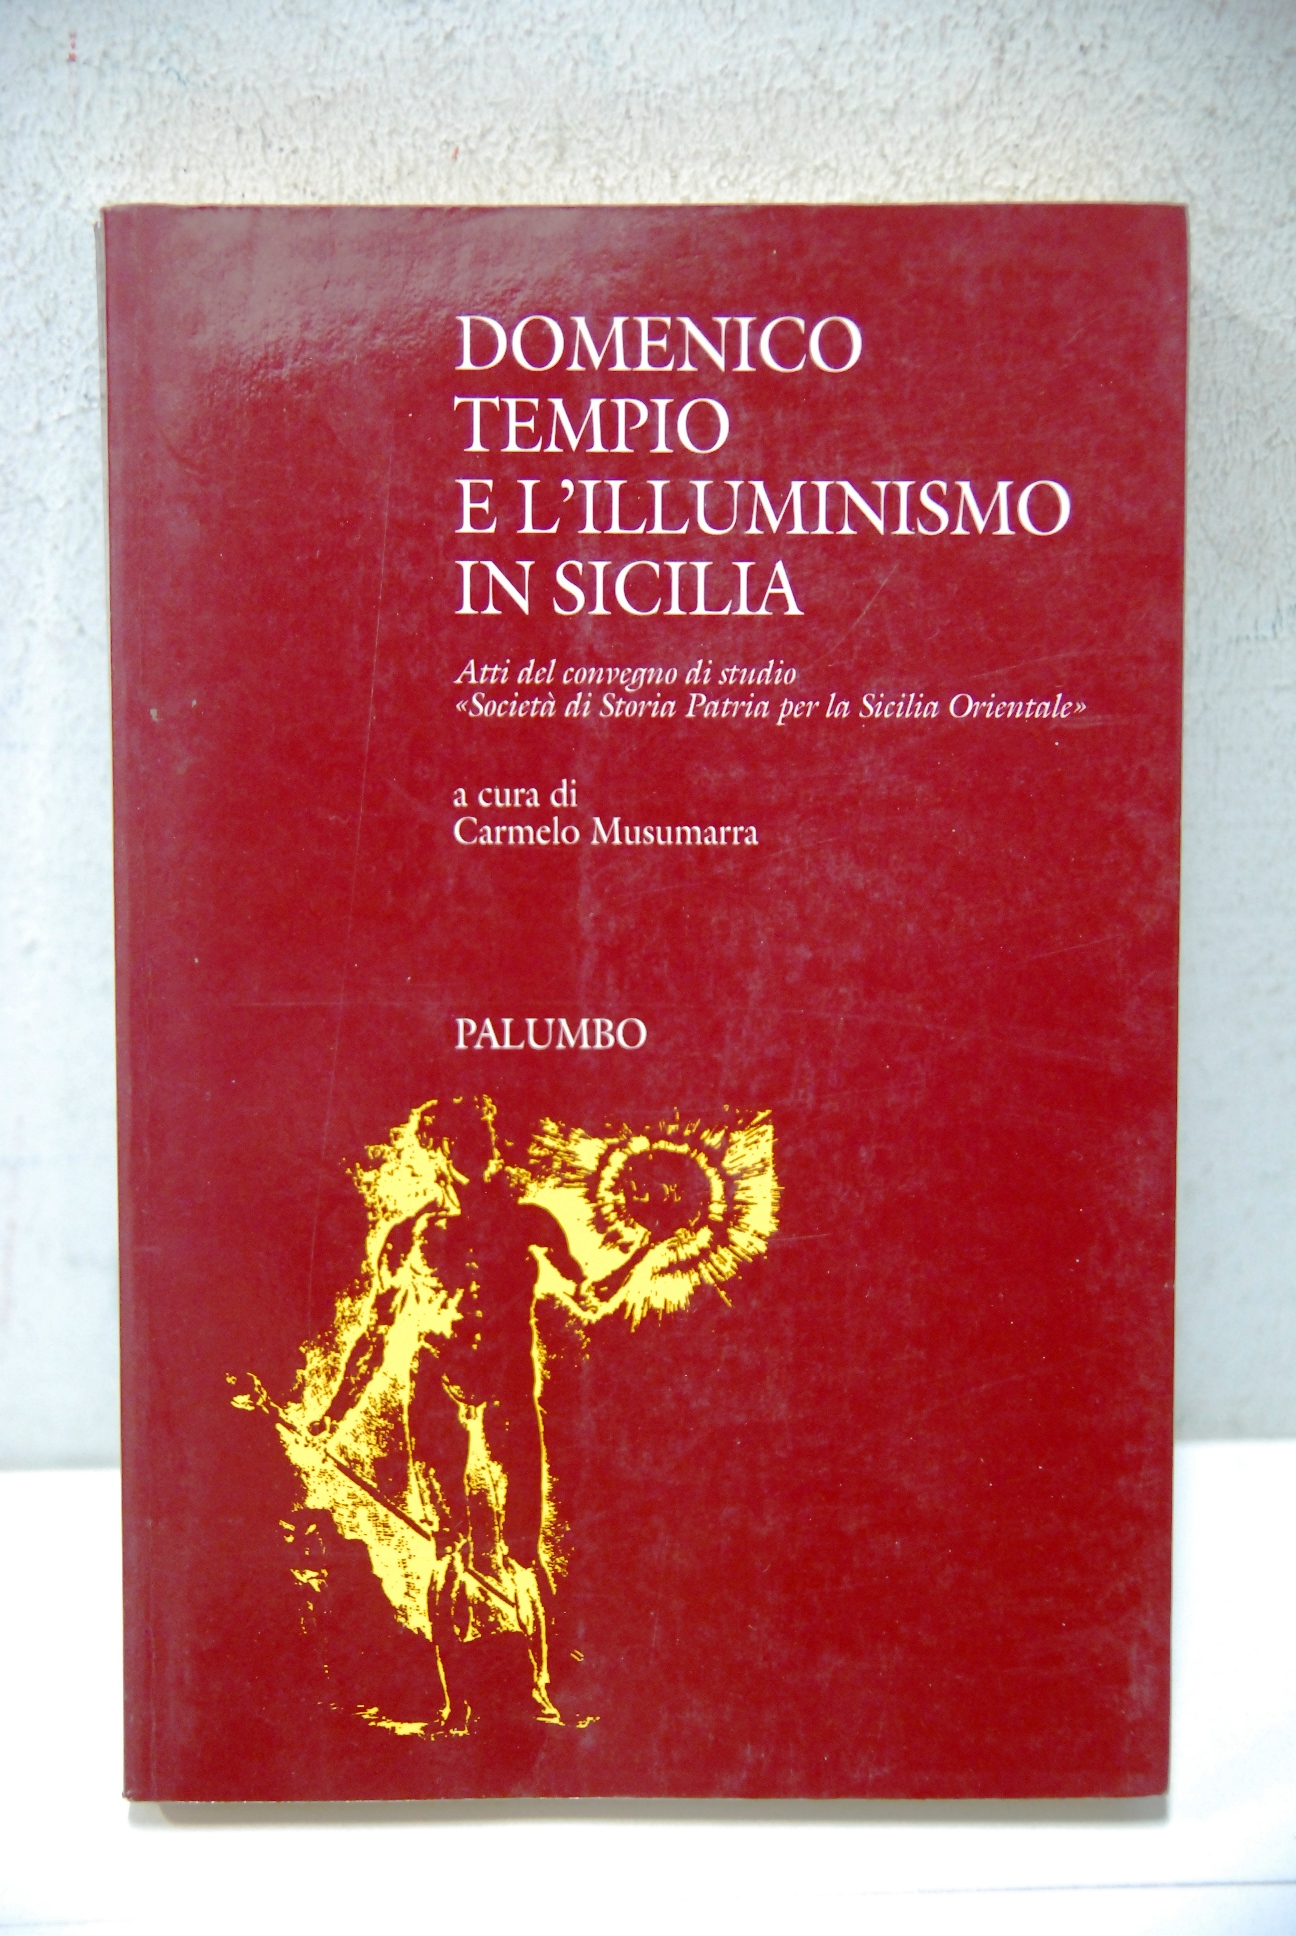 DOMENICO
TEMPIO
E L'ILLUMINISMO
IN SICILIA
Atti del convegno di studio
«Società di Storia Patria per la Sicilia Orientale»
a cura di
Carmelo Musumarra
PALUMBO